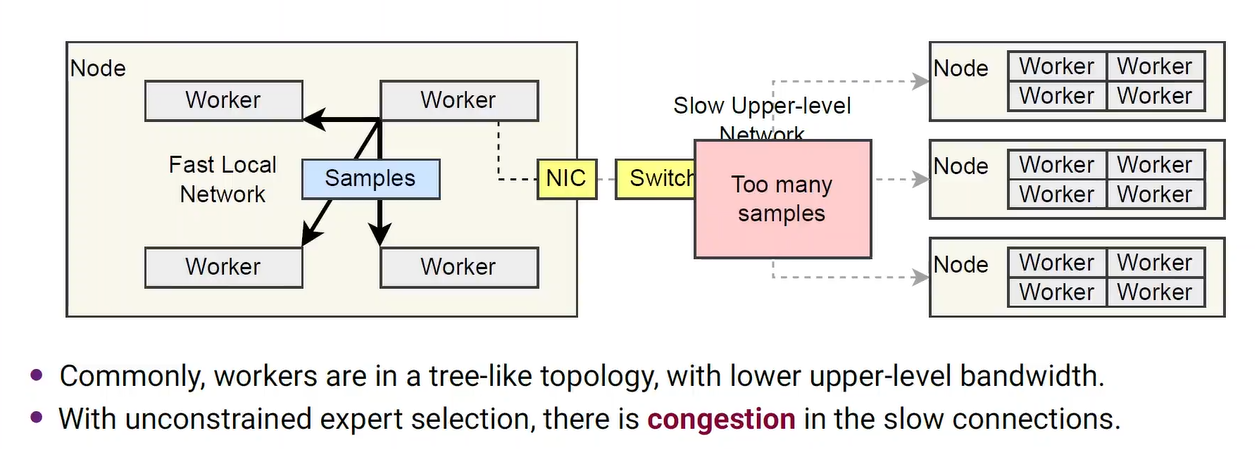 Node
Worker
Worker
Fast Local
Network
Samples
Worker
Worker
NIC
Switch
Slow Upper-level
Network
Too many
samples
Node
Worker Worker
Worker Worker
Node
Worker Worker
Worker Worker
Node
Worker Worker
Worker Worker
Commonly, workers are in a tree-like topology, with lower upper-level bandwidth.
With unconstrained expert selection, there is congestion in the slow connections.